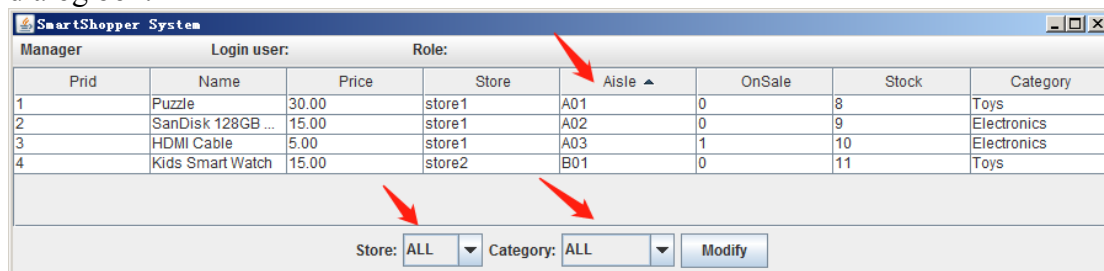 SmartShopper System
Manager Login user: Role:
Prid Name Price Store Aisle OnSale Stock Category
1 Puzzle 30.00 store1 A01 0 8 Toys
2 SanDisk 128GB ... 15.00 store1 A02 0 9 Electronics
3 HDMI Cable 5.00 store1 A03 1 10 Electronics
4 Kids Smart Watch 15.00 store2 B01 0 11 Toys
Store: ALL Category: ALL Modify